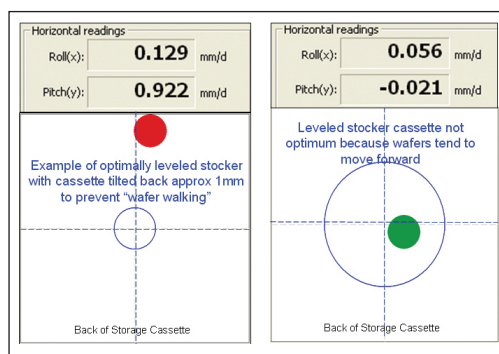 Horizontal readings
Roll(x): 0.129 mm/d
Pitch(y): 0.922 mm/d
Example of optimally leveled stocker
with cassette tilted back approx 1mm
to prevent “wafer walking”
Back of Storage Cassette
Horizontal readings
Roll(x): 0.056 mm/d
Pitch(y): -0.021 mm/d
Leveled stocker cassette not
optimum because wafers tend to
move forward
Back of Storage Cassette